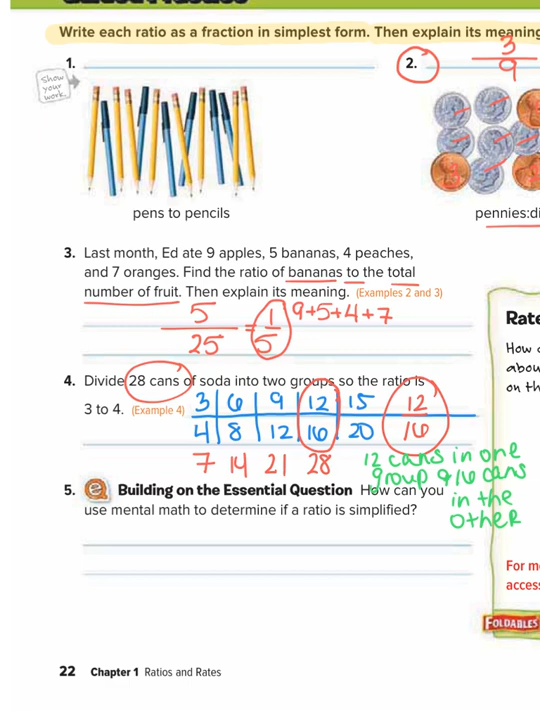 Write each ratio as a fraction in simplest form. Then explain its meaning
1.
2.
3
9
Show
your
work.
pens to pencils
pennies:di
3. Last month, Ed ate 9 apples, 5 bananas, 4 peaches,
and 7 oranges. Find the ratio of bananas to the total
number of fruit. Then explain its meaning. (Examples 2 and 3)
5 1 9+5+4+7
25 = 5
Rate
How
abou
on th
4. Divide 28 cans of soda into two groups so the ratio is
3 to 4. (Example 4) 3 6 9 12 15 12
4 8 12 16 20 16
7 14 21 28 12 cans in one
group & 16 cans
in the
other
5. e Building on the Essential Question How can you
use mental math to determine if a ratio is simplified?
For m
access
FOLDABLES
22 Chapter 1 Ratios and Rates